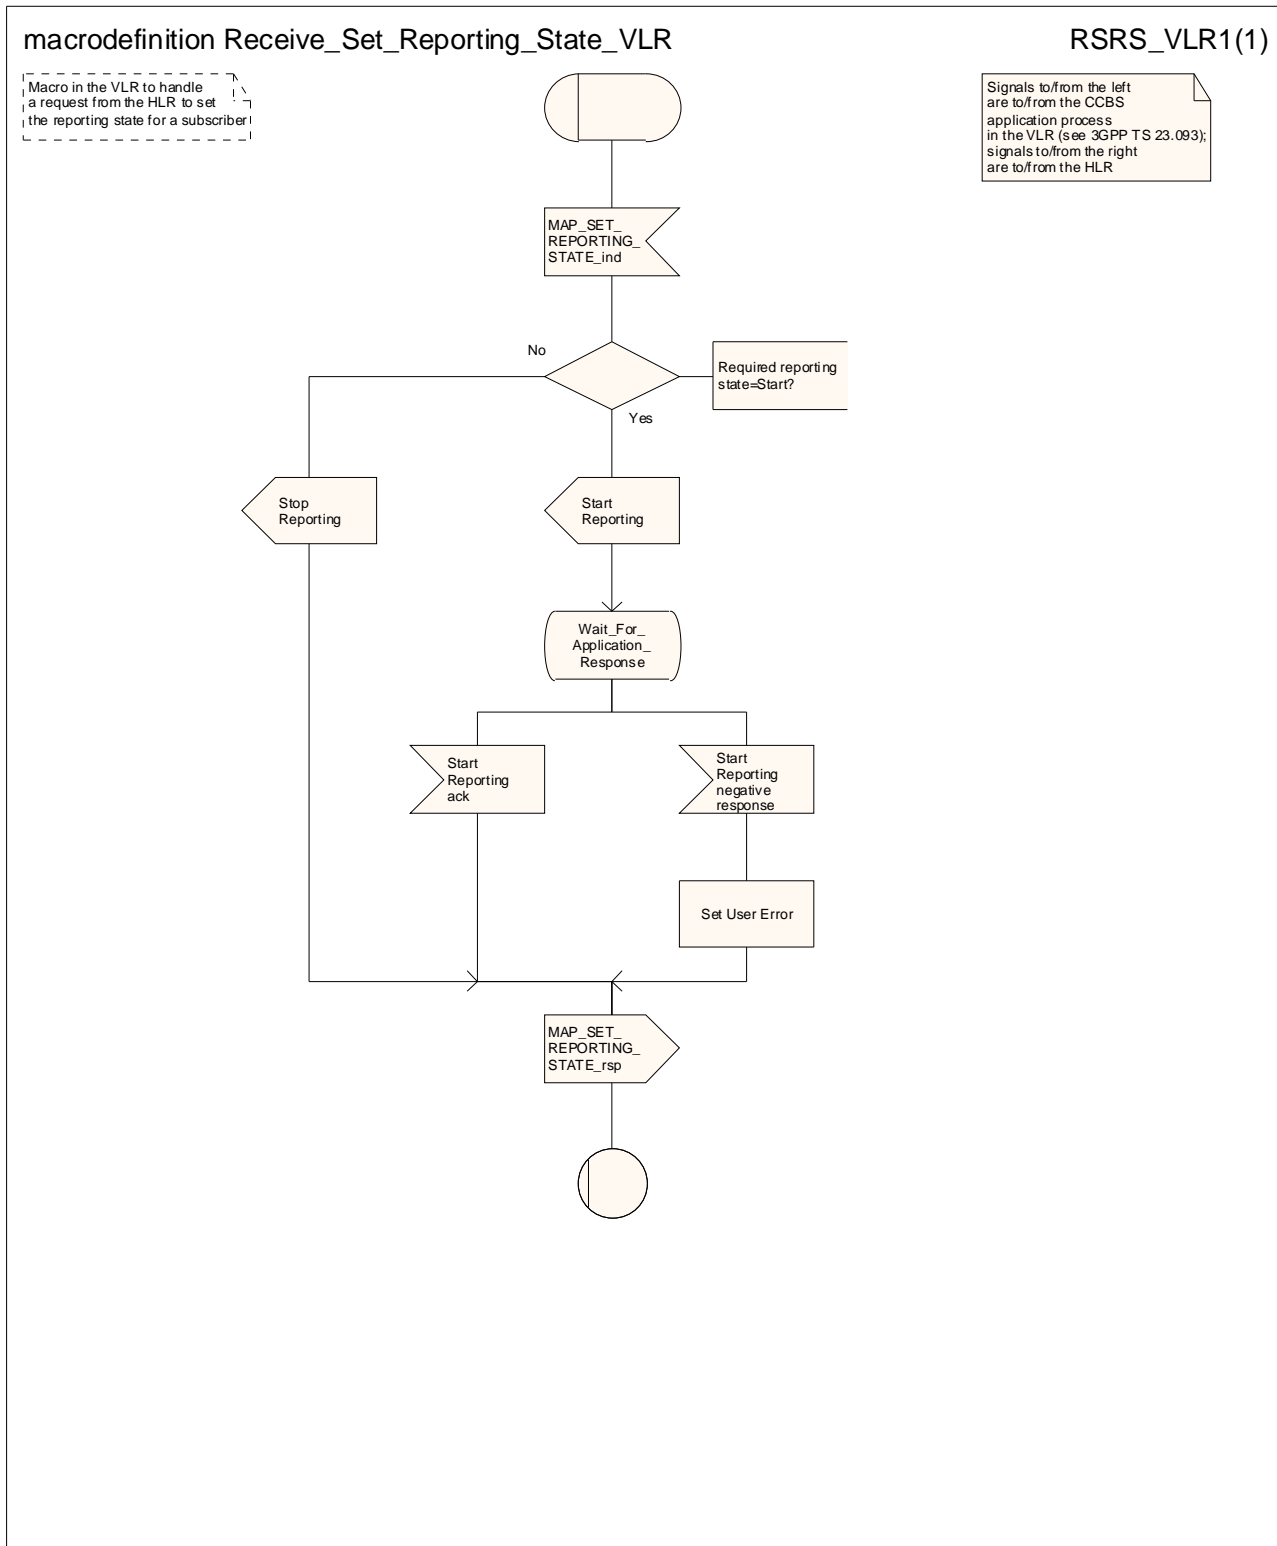 macrodefinition Receive_Set_Reporting_State_VLR
RSRS_VLR1(1)
Macro in the VLR to handle
a request from the HLR to set
the reporting state for a subscriber
Signals to/from the left
are to/from the CCBS
application process
in the VLR (see 3GPP TS 23.093);
signals to/from the right
are to/from the HLR
MAP_SET_
REPORTING_
STATE_ind
No
Required reporting
state=Start?
Yes
Stop
Reporting
Start
Reporting
Wait_For_
Application_
Response
Start
Reporting
ack
Start
Reporting
negative
response
Set User Error
MAP_SET_
REPORTING_
STATE_rsp